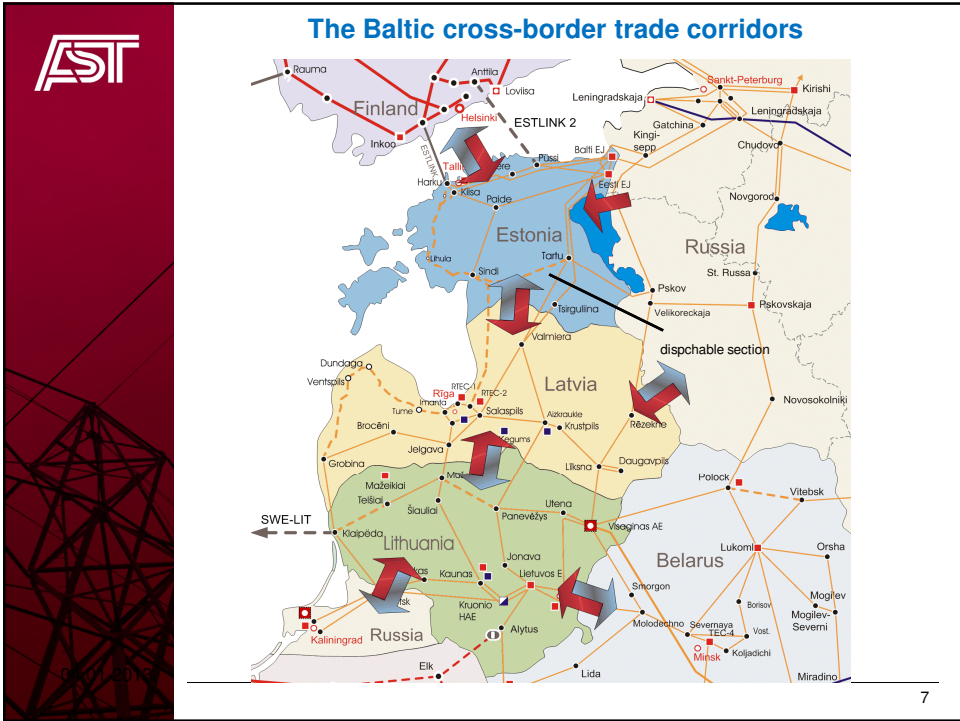 The Baltic cross-border trade corridors
AST
Rauma
Anttila
Loviisa
Finland
Helsinki
ESTLINK 2
Inkoo
ESTLINK
Sankt-Peterburg
Kirishi
Leningradskaja
Leningradskaja
Gatchina
Kingi-
sepp
Chudovo
Balti EJ
Püssi
Harku
Kiisa
Eesti EJ
Paide
Novgorod
Estonia
Russia
Lihula
Tartu
Sindi
St. Russa
Pskov
Pskovskaja
Tsirguliina
Velikoreckaja
Valmiera
dispchable section
Dundaga
Ventspils
Latvia
Rīga
RTEC-1
RTEC-2
Imanta
Tume
Salaspils
Aizkraukle
Novosokolniki
Brocēni
Krustpils
Rēzekne
Jelgava
Grobina
Līksna
Daugavpils
Mažeikiai
Polock
Telšiai
Vitebsk
Šiauliai
Utena
Panevėžys
SWE-LIT
Visaginas AE
Klaipėda
Lithuania
Lukoml
Orsha
Belarus
Jonava
Kaunas
Lietuvos E
Smorgon
Mogilev
Kruonio
HAE
Borisov
Mogilev-
Severni
Molodechno
Severnaya
Vost.
TEC-4
Kaliningrad
Russia
Alytus
Koljadichi
Minsk
Elk
Lida
Miradino
7